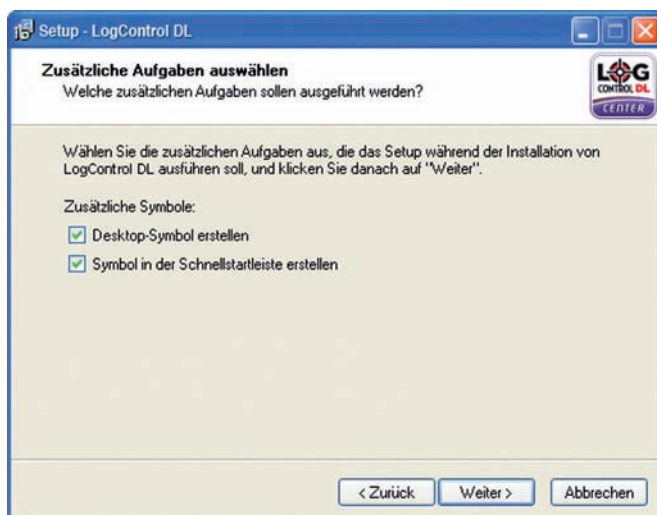 Setup - LogControl DL
Zusätzliche Aufgaben auswählen
Welche zusätzlichen Aufgaben sollen ausgeführt werden?
LOG
CONTROL DL
CENTER
Wählen Sie die zusätzlichen Aufgaben aus, die das Setup während der Installation von
LogControl DL ausführen soll, und klicken Sie danach auf "Weiter".
Zusätzliche Symbole:
Desktop-Symbol erstellen
Symbol in der Schnellstartleiste erstellen
< Zurück
Weiter >
Abbrechen